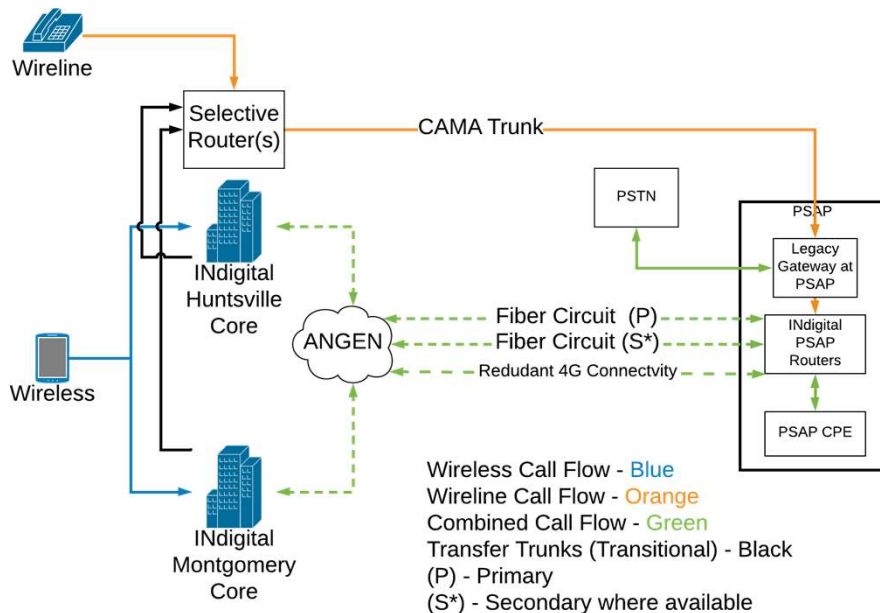 Wireline
Selective
Router(s)
CAMA Trunk
PSTN
PSAP
Legacy
Gateway at
PSAP
INdigital
Huntsville
Core
ANGEN
Fiber Circuit (P)
Fiber Circuit (S*)
Redudant 4G Connectvity
INdigital
PSAP
Routers
Wireless
PSAP CPE
INdigital
Montgomery
Core
Wireless Call Flow - Blue
Wireline Call Flow - Orange
Combined Call Flow - Green
Transfer Trunks (Transitional) - Black
(P) - Primary
(S*) - Secondary where available